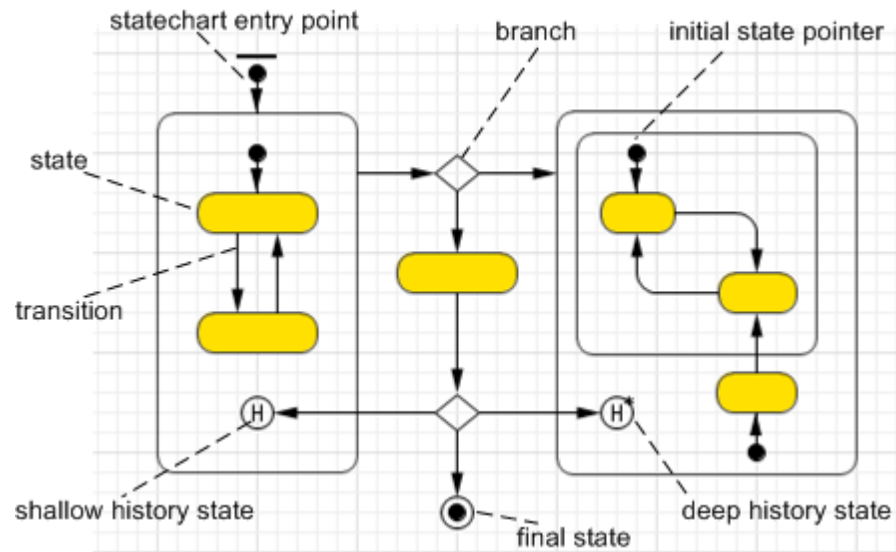 statechart entry point
branch
initial state pointer
state
transition
H
H*
shallow history state
final state
deep history state